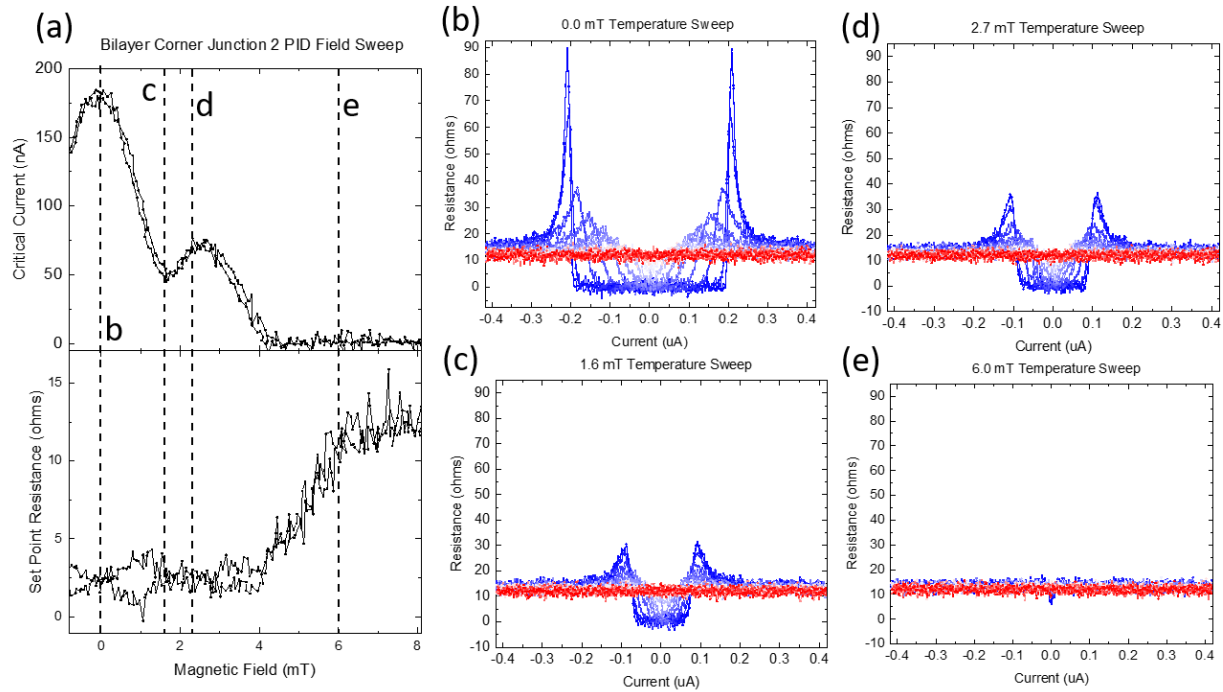 (a)
Bilayer Corner Junction 2 PID Field Sweep
200
150
100
50
0
Critical Current (nA)
c
d
e
b
15
10
5
0
Set Point Resistance (ohms)
0 2 4 6 8
Magnetic Field (mT)
(b)
0.0 mT Temperature Sweep
90
80
70
60
50
40
30
20
10
0
Resistance (ohms)
-0.4 -0.3 -0.2 -0.1 0.0 0.1 0.2 0.3 0.4
Current (uA)
(c)
1.6 mT Temperature Sweep
90
80
70
60
50
40
30
20
10
0
-10
Resistance (ohms)
-0.4 -0.3 -0.2 -0.1 0.0 0.1 0.2 0.3 0.4
Current (uA)
(d)
2.7 mT Temperature Sweep
90
80
70
60
50
40
30
20
10
0
-10
Resistance (ohms)
-0.4 -0.3 -0.2 -0.1 0.0 0.1 0.2 0.3 0.4
Current (uA)
(e)
6.0 mT Temperature Sweep
90
80
70
60
50
40
30
20
10
0
-10
Resistance (ohms)
-0.4 -0.3 -0.2 -0.1 0.0 0.1 0.2 0.3 0.4
Current (uA)